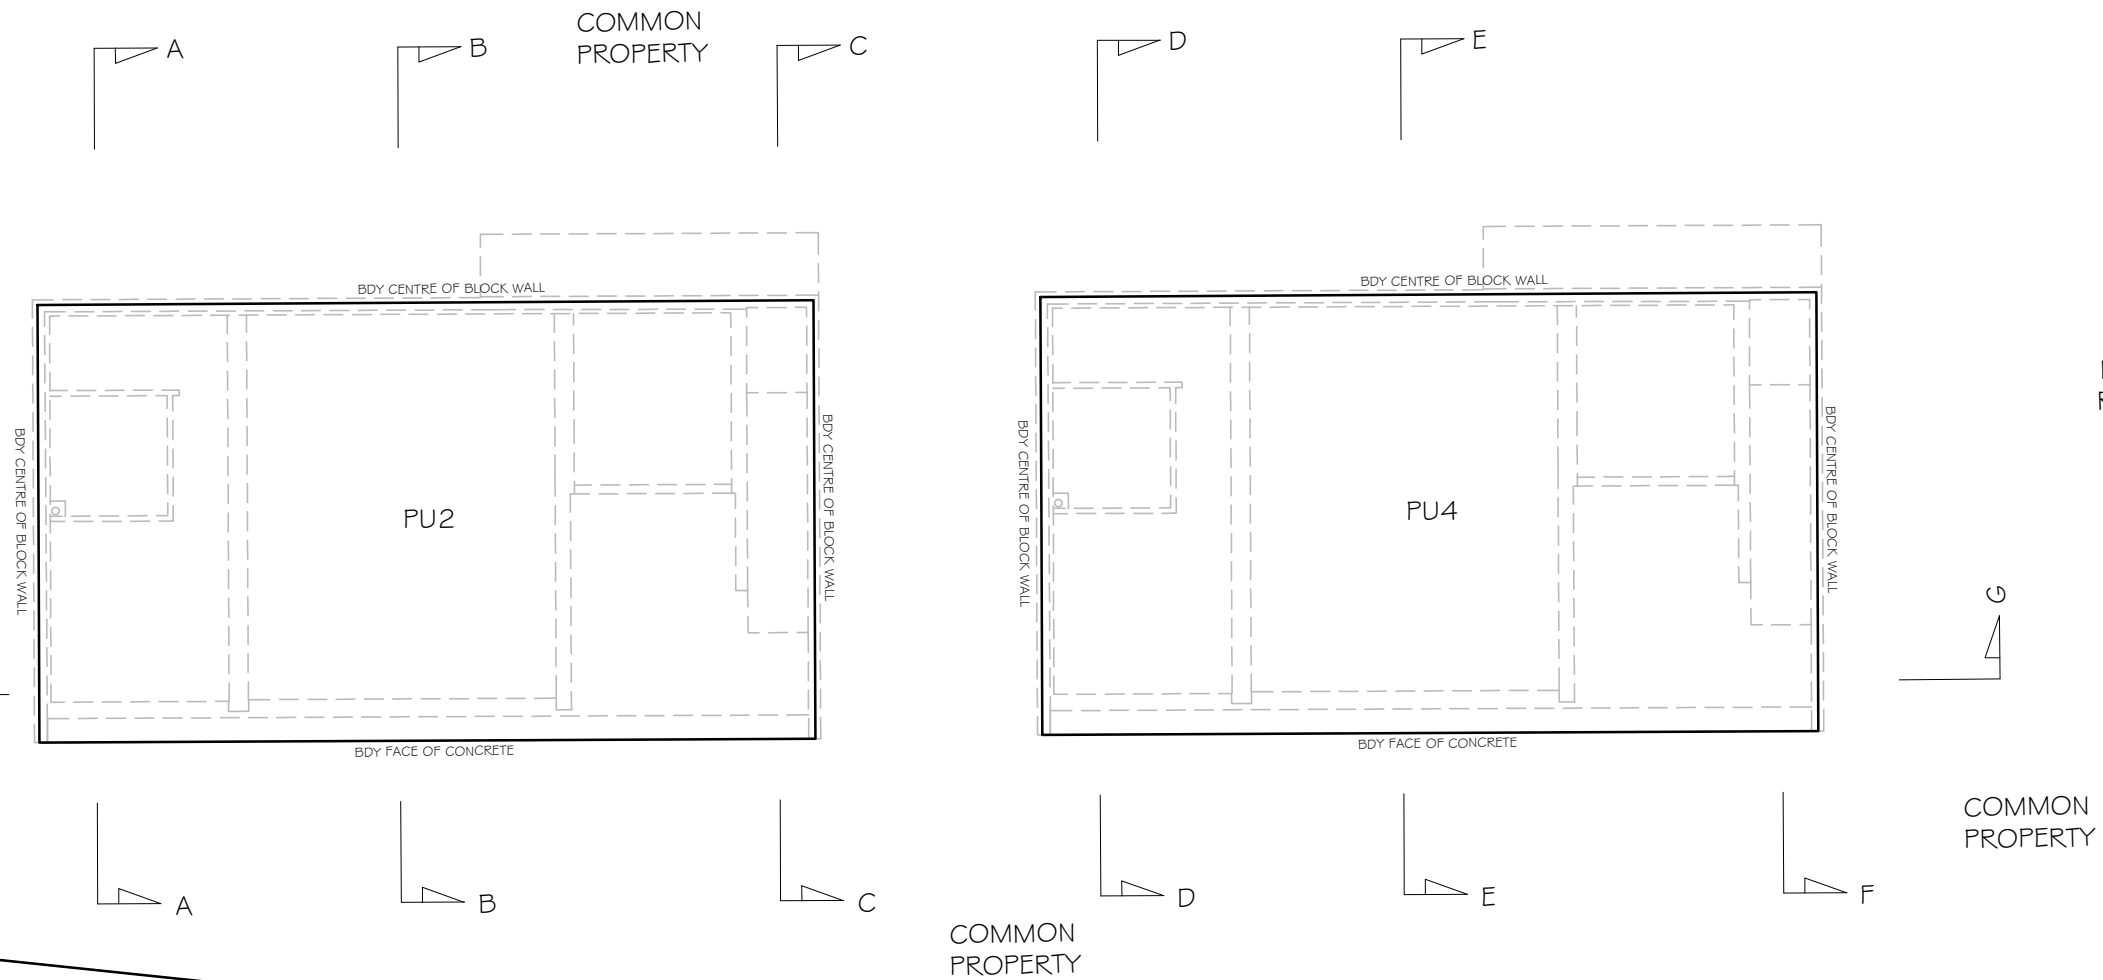 COMMON
PROPERTY
A
B
C
D
E
BDY CENTRE OF BLOCK WALL
BDY CENTRE OF BLOCK WALL
BDY CENTRE OF BLOCK WALL
BDY CENTRE OF BLOCK WALL
BDY CENTRE OF BLOCK WALL
BDY CENTRE OF BLOCK WALL
PU2
PU4
G
BDY FACE OF CONCRETE
BDY FACE OF CONCRETE
COMMON
PROPERTY
A
B
C
D
E
F
COMMON
PROPERTY